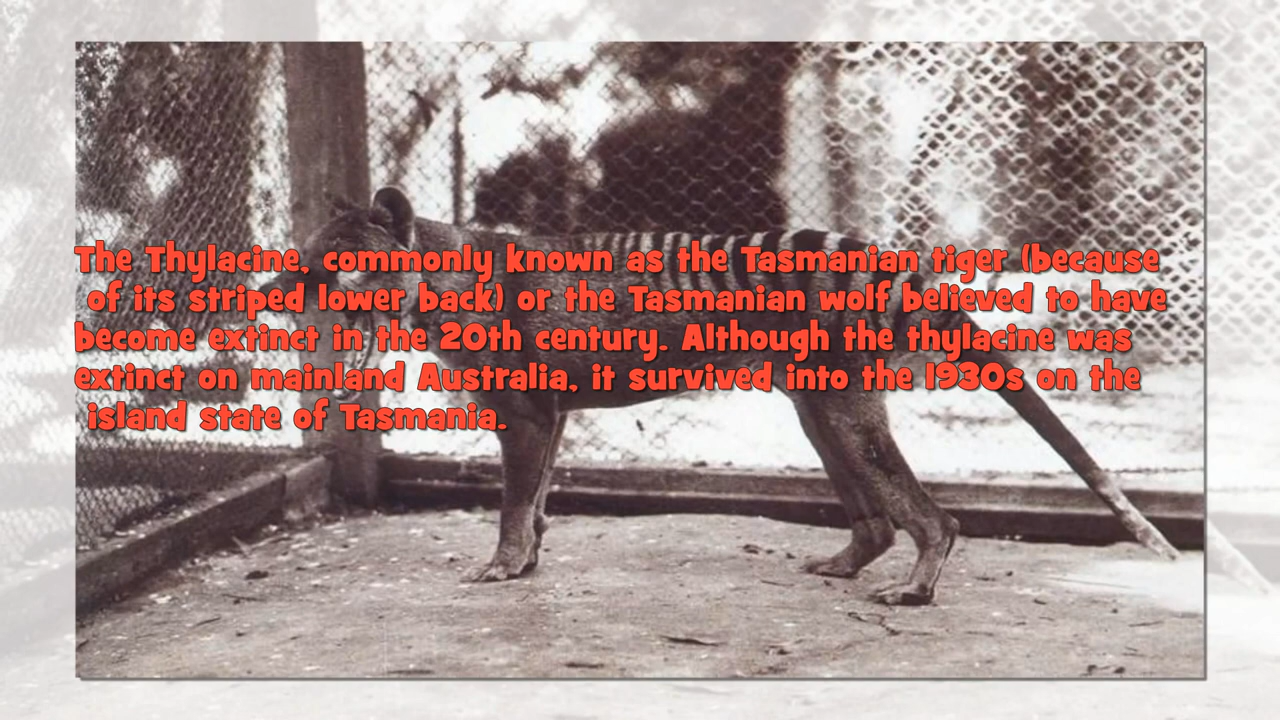 The Thylacine, commonly known as the Tasmanian tiger (because
of its striped lower back) or the Tasmanian wolf believed to have
become extinct in the 20th century. Although the thylacine was
extinct on mainland Australia, it survived into the 1930s on the
island state of Tasmania.